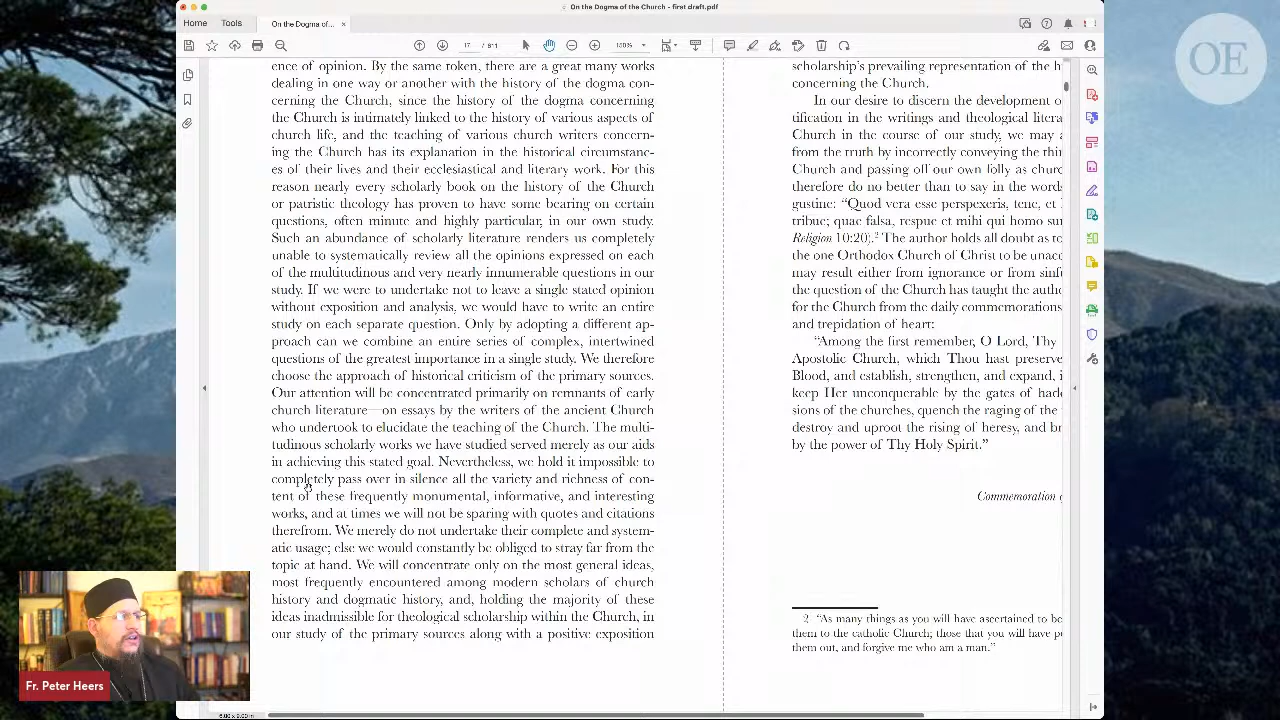 On the Dogma of the Church - first draft.pdf
OE
Home
Tools
On the Dogma of...
17
150%
ence of opinion. By the same token, there are a great many works
dealing in one way or another with the history of the dogma con-
cerning the Church, since the history of the dogma concerning
the Church is intimately linked to the history of various aspects of
church life, and the teaching of various church writers concern-
ing the Church has its explanation in the historical circumstanc-
es of their lives and their ecclesiastical and literary work. For this
reason nearly every scholarly book on the history of the Church
or patristic theology has proven to have some bearing on certain
questions, often minute and highly particular, in our own study.
Such an abundance of scholarly literature renders us completely
unable to systematically review all the opinions expressed on each
of the multitudinous and very nearly innumerable questions in our
study. If we were to undertake not to leave a single stated opinion
without exposition and analysis, we would have to write an entire
study on each separate question. Only by adopting a different ap-
proach can we combine an entire series of complex, intertwined
questions of the greatest importance in a single study. We therefore
choose the approach of historical criticism of the primary sources.
Our attention will be concentrated primarily on remnants of early
church literature—on essays by the writers of the ancient Church
who undertook to elucidate the teaching of the Church. The multi-
tudinous scholarly works we have studied served merely as our aids
in achieving this stated goal. Nevertheless, we hold it impossible to
completely pass over in silence all the variety and richness of con-
tent of these frequently monumental, informative, and interesting
works, and at times we will not be sparing with quotes and citations
therefrom. We merely do not undertake their complete and system-
atic usage; else we would constantly be obliged to stray far from the
topic at hand. We will concentrate only on the most general ideas,
most frequently encountered among modern scholars of church
history and dogmatic history, and, holding the majority of these
ideas inadmissible for theological scholarship within the Church, in
our study of the primary sources along with a positive exposition
scholarship's prevailing representation of the h
concerning the Church.
In our desire to discern the development o
tification in the writings and theological litera
Church in the course of our study, we may a
from the truth by incorrectly conveying the thi
Church and passing off our own folly as churc
therefore do no better than to say in the words
gustine: “Quod vera esse perspexeris, tene, et
tribue; quae falsa, respue et mihi qui homo su
Religion 10:20).2 The author holds all doubt as to
the one Orthodox Church of Christ to be unacc
may result either from ignorance or from sinf
the question of the Church has taught the autho
for the Church from the daily commemorations
and trepidation of heart:
“Among the first remember, O Lord, Thy
Apostolic Church, which Thou hast preserve
Blood, and establish, strengthen, and expand, i
keep Her unconquerable by the gates of hade
sions of the churches, quench the raging of the
destroy and uproot the rising of heresy, and br
by the power of Thy Holy Spirit.”
Commemoration
2 “As many things as you will have ascertained to be
them to the catholic Church; those that you will have p
them out, and forgive me who am a man.”
Fr. Peter Heers